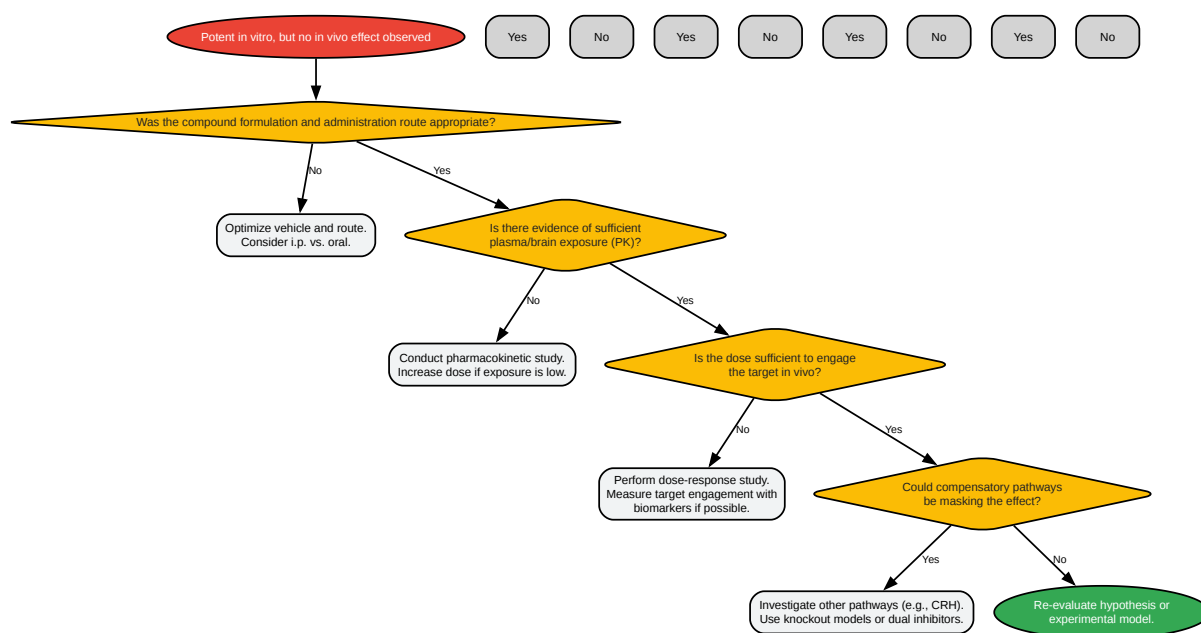 Potent in vitro, but no in vivo effect observed
Yes
No
Yes
No
Yes
No
Yes
No
Was the compound formulation and administration route appropriate?
No
Yes
Optimize vehicle and route.
Consider i.p. vs. oral.
Is there evidence of sufficient
plasma/brain exposure (PK)?
No
Yes
Conduct pharmacokinetic study.
Increase dose if exposure is low.
Is the dose sufficient to engage
the target in vivo?
No
Yes
Perform dose-response study.
Measure target engagement with
biomarkers if possible.
Could compensatory pathways
be masking the effect?
Yes
No
Investigate other pathways (e.g., CRH).
Use knockout models or dual inhibitors.
Re-evaluate hypothesis or
experimental model.